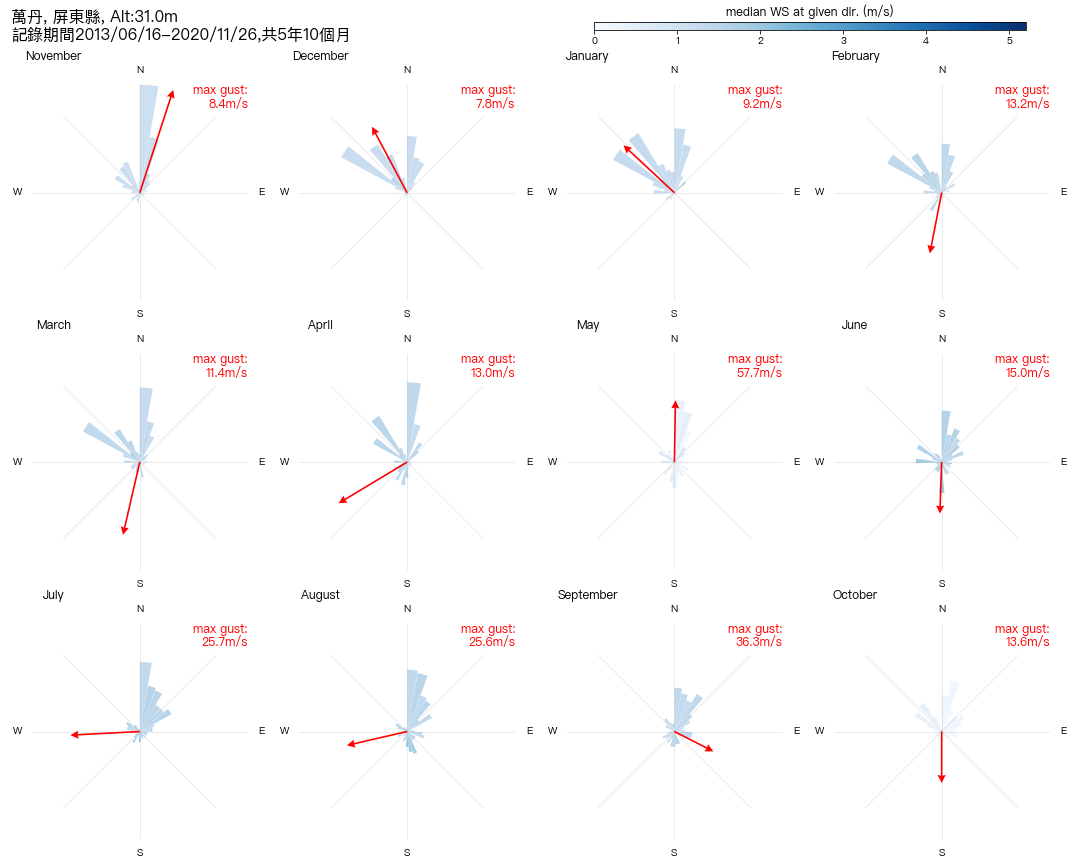 萬丹, 屏東縣, Alt:31.0m
記錄期間2013/06/16–2020/11/26,共5年10個月
median WS at given dir. (m/s)
0 1 2 3 4 5
November
N
max gust:
8.4m/s
W E
S
December
N
max gust:
7.8m/s
W E
January
N
max gust:
9.2m/s
W E
February
N
max gust:
13.2m/s
W E
S
March
N
max gust:
11.4m/s
W E
S
April
N
max gust:
13.0m/s
W E
May
N
max gust:
57.7m/s
W E
June
N
max gust:
15.0m/s
W E
S
July
N
max gust:
25.7m/s
W E
S
August
N
max gust:
25.6m/s
W E
S
September
N
max gust:
36.3m/s
W E
S
October
N
max gust:
13.6m/s
W E
S